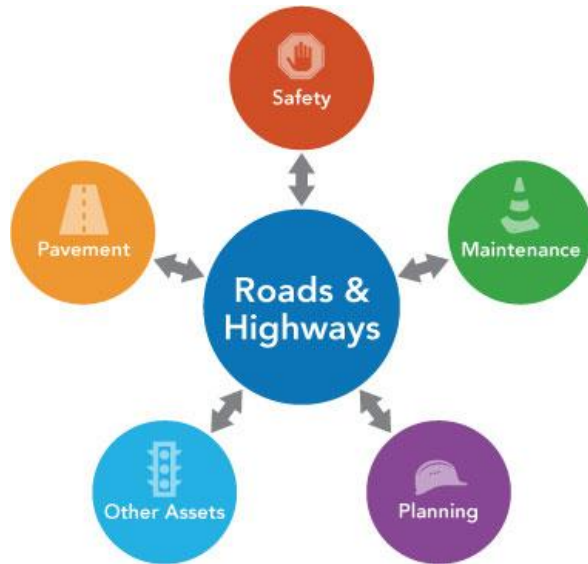 Safety
Pavement
Maintenance
Roads &
Highways
Other Assets
Planning